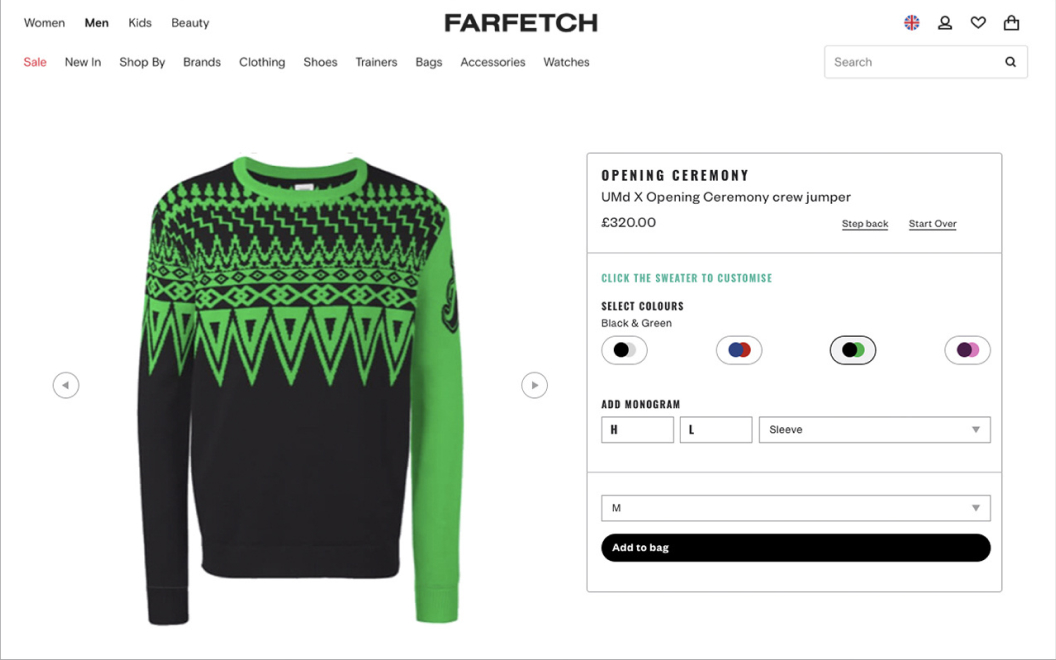 Women Men Kids Beauty
FARFETCH
Sale New In Shop By Brands Clothing Shoes Trainers Bags Accessories Watches
Search
OPENING CEREMONY
UMd X Opening Ceremony crew jumper
£320.00 Step back Start Over
CLICK THE SWEATER TO CUSTOMISE
SELECT COLOURS
Black & Green
ADD MONOGRAM
H L Sleeve
M
Add to bag